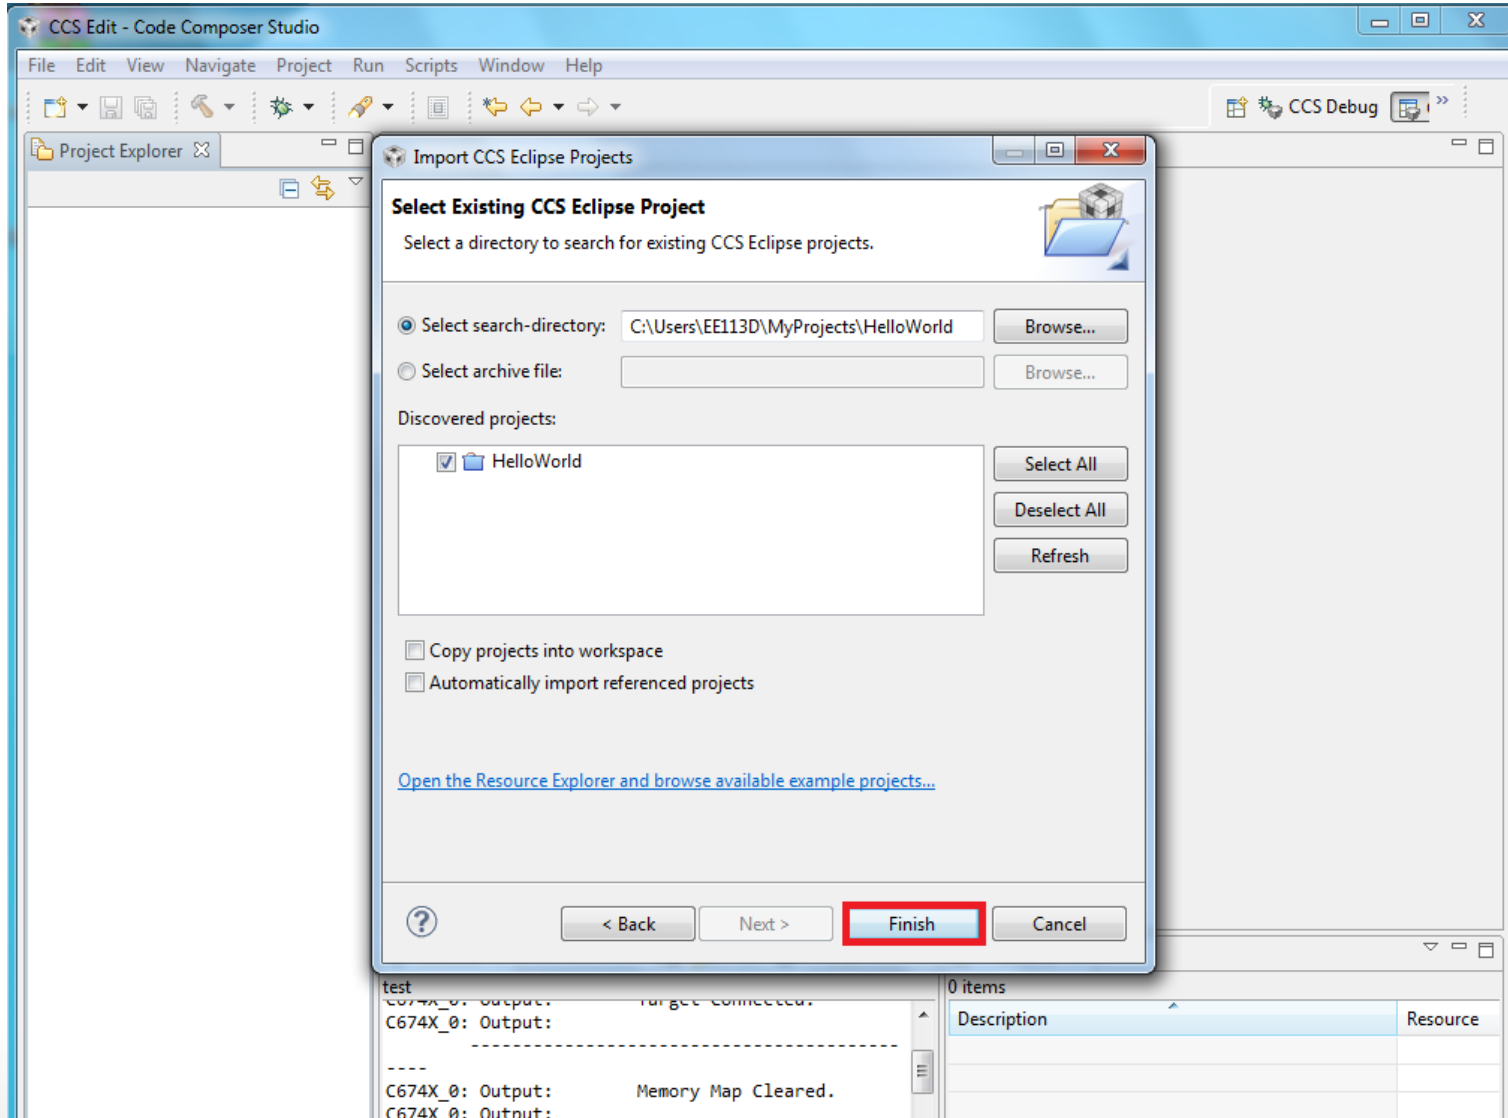 CCS Edit - Code Composer Studio
File Edit View Navigate Project Run Scripts Window Help
CCS Debug
Project Explorer
Import CCS Eclipse Projects
Select Existing CCS Eclipse Project
Select a directory to search for existing CCS Eclipse projects.
Select search-directory: C:\Users\EE113D\MyProjects\HelloWorld Browse...
Select archive file: Browse...
Discovered projects:
HelloWorld
Select All
Deselect All
Refresh
Copy projects into workspace
Automatically import referenced projects
Open the Resource Explorer and browse available example projects...
< Back Next > Finish Cancel
test
C674X_0: Output: Target Connected.
C674X_0: Output:
-----------------------------------------
----
C674X_0: Output: Memory Map Cleared.
C674X_0: Output:
0 items
Description Resource